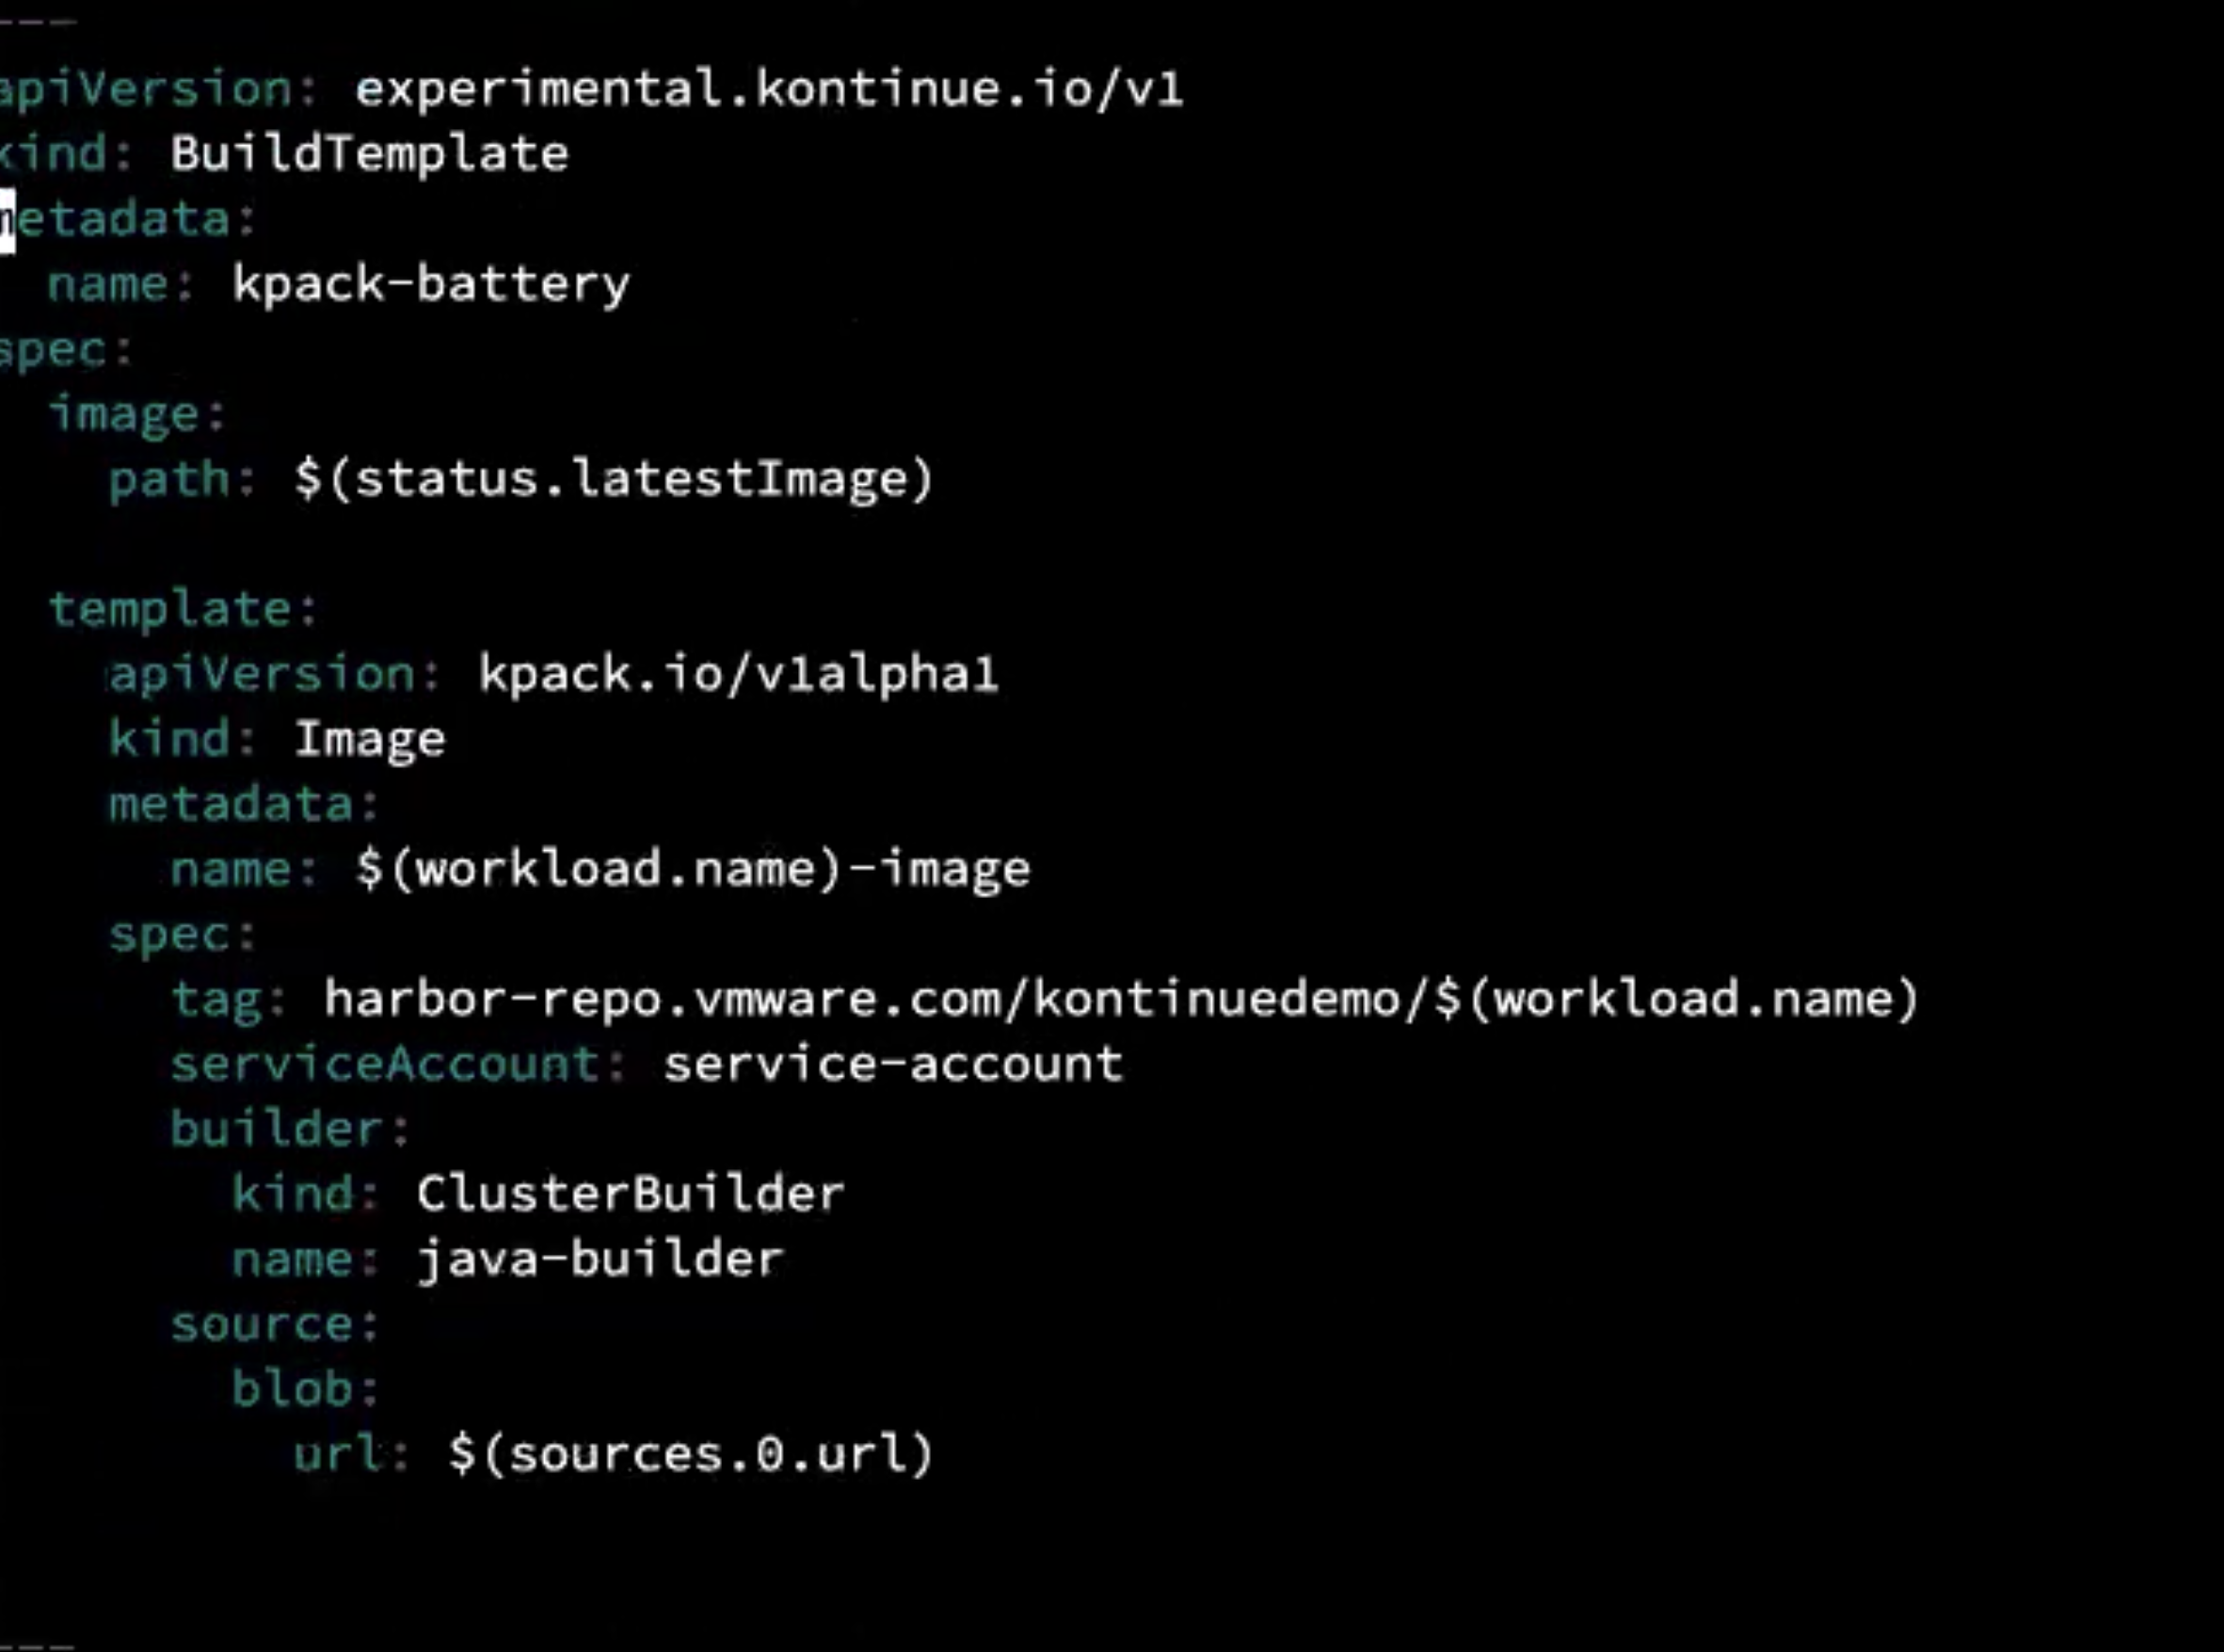 ---
apiVersion: experimental.kontinue.io/v1
kind: BuildTemplate
metadata:
  name: kpack-battery
spec:
  image:
    path: $(status.latestImage)

  template:
    apiVersion: kpack.io/v1alpha1
    kind: Image
    metadata:
      name: $(workload.name)-image
    spec:
      tag: harbor-repo.vmware.com/kontinuedemo/$(workload.name)
      serviceAccount: service-account
      builder:
        kind: ClusterBuilder
        name: java-builder
      source:
        blob:
          url: $(sources.0.url)
---